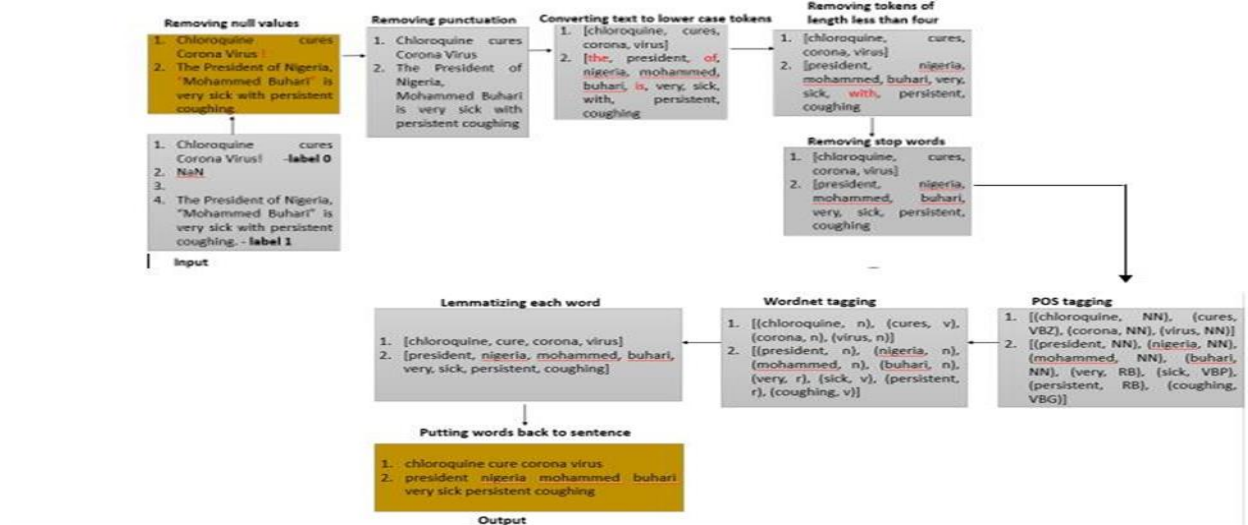 Removing null values
1. Chloroquine cures
Corona Virus !
2. The President of Nigeria,
"Mohammed Buhari" is
very sick with persistent
coughing.
Removing punctuation
1. Chloroquine cures
Corona Virus
2. The President of
Nigeria,
Mohammed Buhari
is very sick with
persistent coughing
Converting text to lower case tokens
1. [chloroquine, cures,
corona, virus]
2. [the, president, of,
nigeria, mohammed,
buhari, is, very, sick,
with, persistent,
coughing
Removing tokens of
length less than four
1. [chloroquine, cures,
corona, virus]
2. [president, nigeria,
mohammed, buhari, very,
sick, with, persistent,
coughing
1. Chloroquine cures
Corona Virus! -label 0
2. NaN
3.
4. The President of Nigeria,
"Mohammed Buhari" is
very sick with persistent
coughing. - label 1
Input
Removing stop words
1. [chloroquine, cures,
corona, virus]
2. [president, nigeria,
mohammed, buhari,
very, sick, persistent,
coughing
POS tagging
1. [(chloroquine, NN), (cures,
VBZ), (corona, NN), (virus, NN)]
2. [(president, NN), (nigeria, NN),
(mohammed, NN), (buhari,
NN), (very, RB), (sick, VBP),
(persistent, RB), (coughing,
VBG)]
Wordnet tagging
1. [(chloroquine, n), (cures, v),
(corona, n), (virus, n)]
2. [(president, n), (nigeria, n),
(mohammed, n), (buhari, n),
(very, r), (sick, v), (persistent,
r), (coughing, v)]
Lemmatizing each word
1. [chloroquine, cure, corona, virus]
2. [president, nigeria, mohammed, buhari,
very, sick, persistent, coughing]
Putting words back to sentence
1. chloroquine cure corona virus
2. president nigeria mohammed buhari
very sick persistent coughing
Output